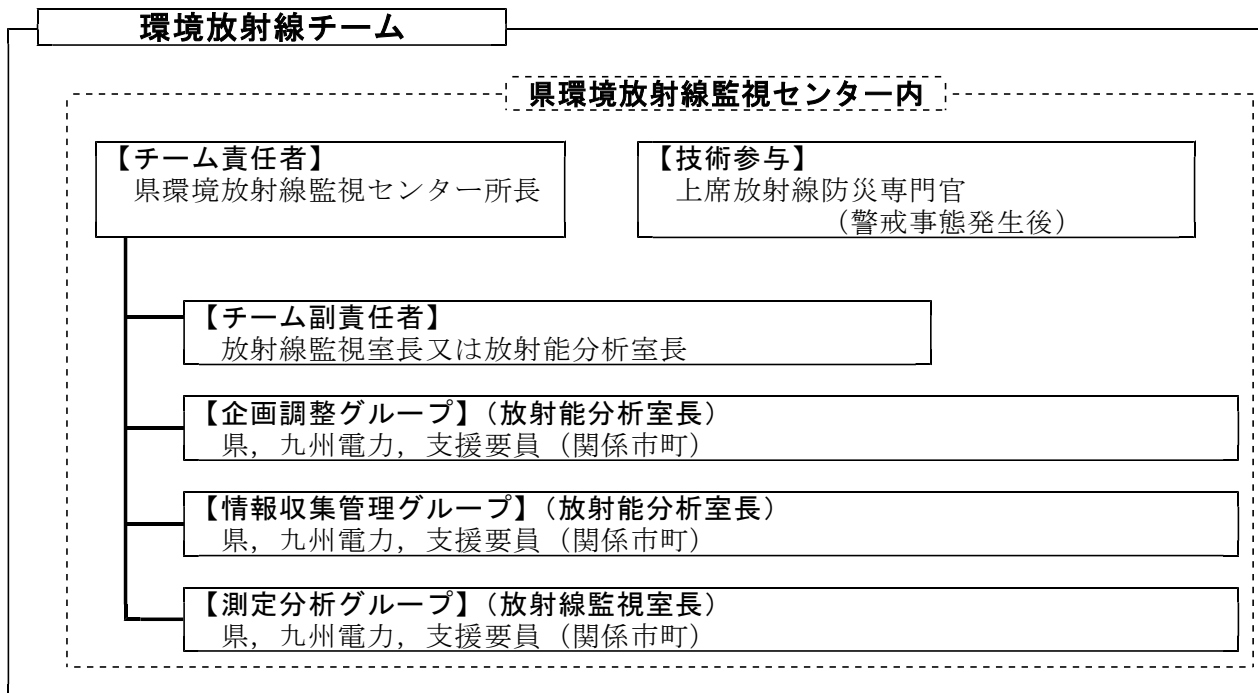 環境放射線チーム
県環境放射線監視センター内
【チーム責任者】
県環境放射線監視センター所長
【技術参与】
上席放射線防災専門官
（警戒事態発生後）
【チーム副責任者】
放射線監視室長又は放射能分析室長
【企画調整グループ】（放射能分析室長）
県，九州電力，支援要員（関係市町）
【情報収集管理グループ】（放射能分析室長）
県，九州電力，支援要員（関係市町）
【測定分析グループ】（放射線監視室長）
県，九州電力，支援要員（関係市町）